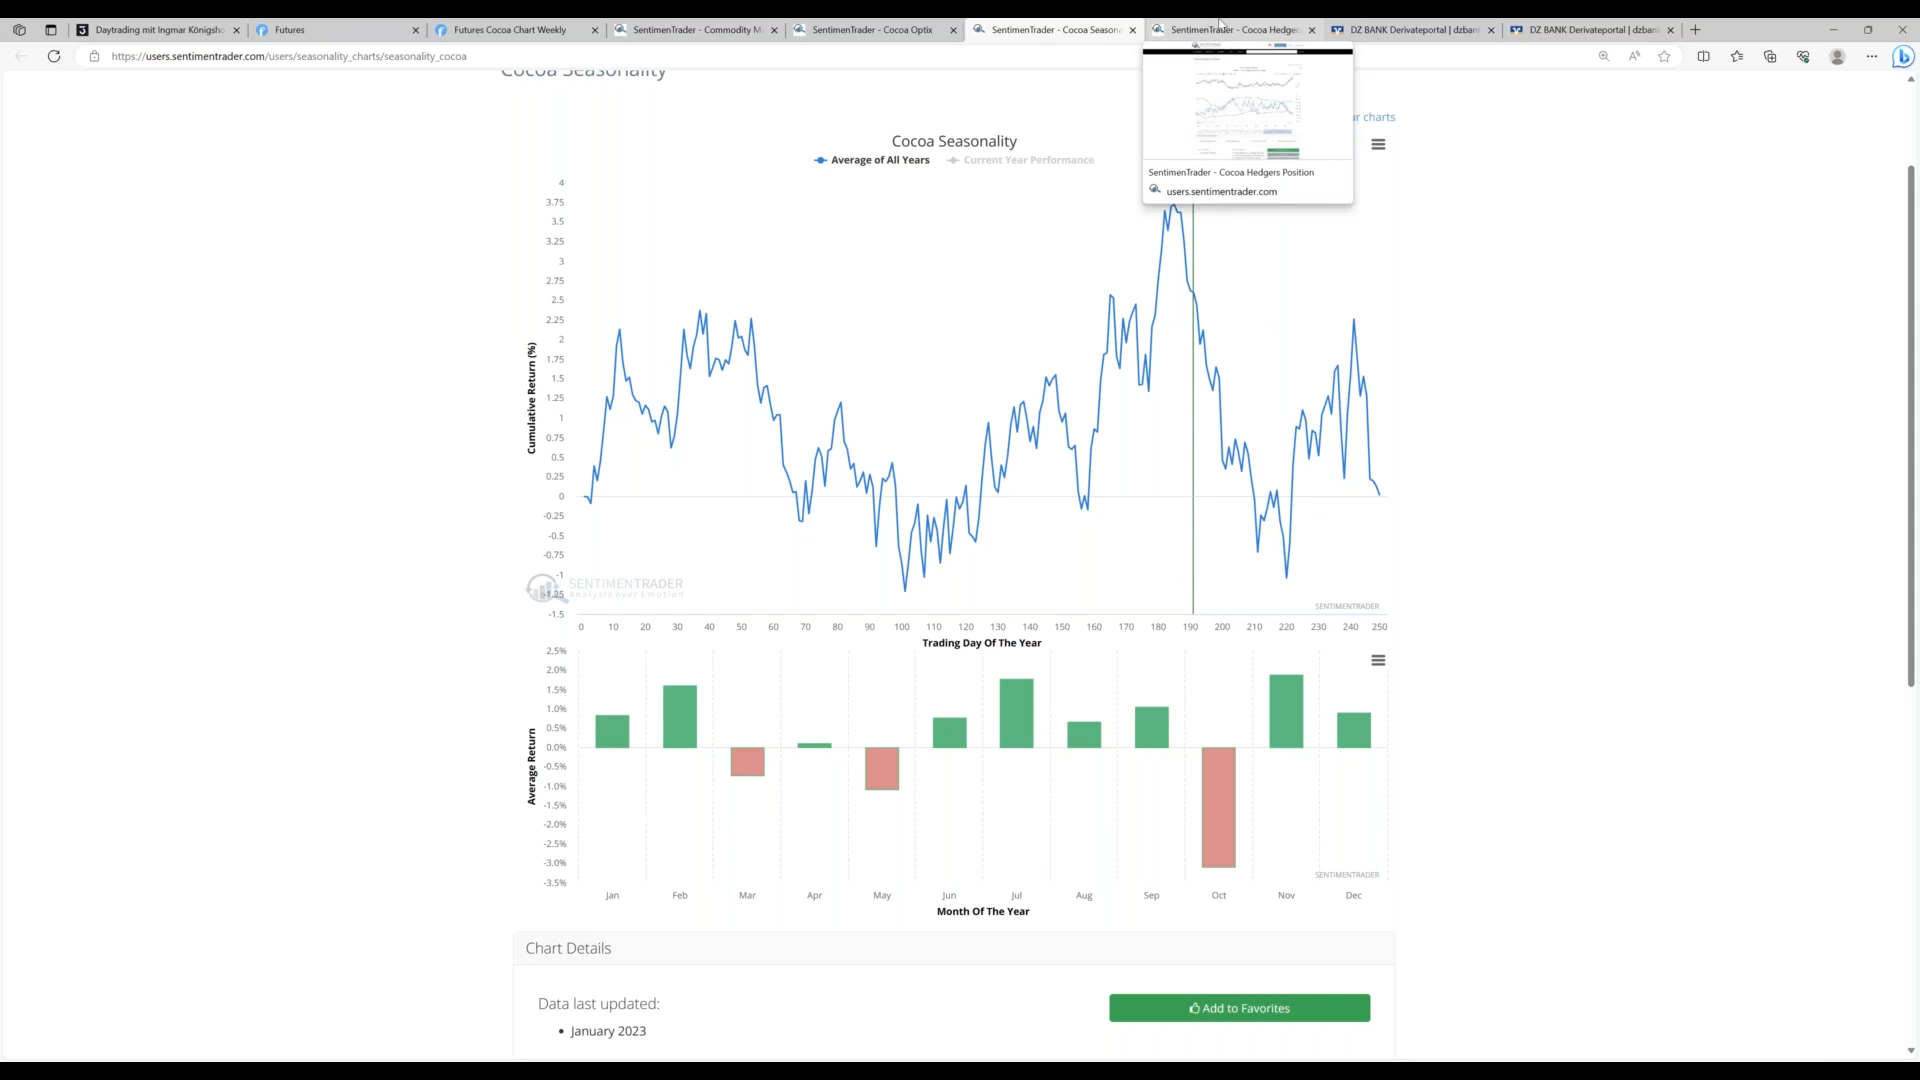 Daytrading mit Ingmar Königsho
Futures
Futures Cocoa Chart Weekly
SentimenTrader - Commodity M
SentimenTrader - Cocoa Optix
SentimenTrader - Cocoa Season
SentimenTrader - Cocoa Hedger
DZ BANK Derivateportal | dzban
DZ BANK Derivateportal | dzban
https://users.sentimentrader.com/users/seasonality_charts/seasonality_cocoa
Cocoa Seasonality
ur charts
SentimenTrader - Cocoa Hedgers Position
users.sentimentrader.com
Cocoa Seasonality
Average of All Years Current Year Performance
Cumulative Return (%)
4
3.75
3.5
3.25
3
2.75
2.5
2.25
2
1.75
1.5
1.25
1
0.75
0.5
0.25
0
-0.25
-0.5
-0.75
-1
-1.25
-1.5
SENTIMENTRADER
Analysis over Emotion
SENTIMENTRADER
0 10 20 30 40 50 60 70 80 90 100 110 120 130 140 150 160 170 180 190 200 210 220 230 240 250
Trading Day Of The Year
Average Return
2.5%
2.0%
1.5%
1.0%
0.5%
0.0%
-0.5%
-1.0%
-1.5%
-2.0%
-2.5%
-3.0%
-3.5%
SENTIMENTRADER
Jan Feb Mar Apr May Jun Jul Aug Sep Oct Nov Dec
Month Of The Year
Chart Details
Data last updated:
• January 2023
Add to Favorites